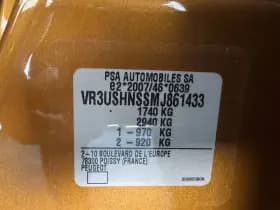 PSA AUTOMOBILES SA
e2*2007/46*0639
VR3USHNSSMJ861433
1740 KG
2940 KG
1 - 970 KG
2 - 920 KG
2-10 BOULEVARD DE L'EUROPE
78300 POISSY (FRANCE)
PEUGEOT